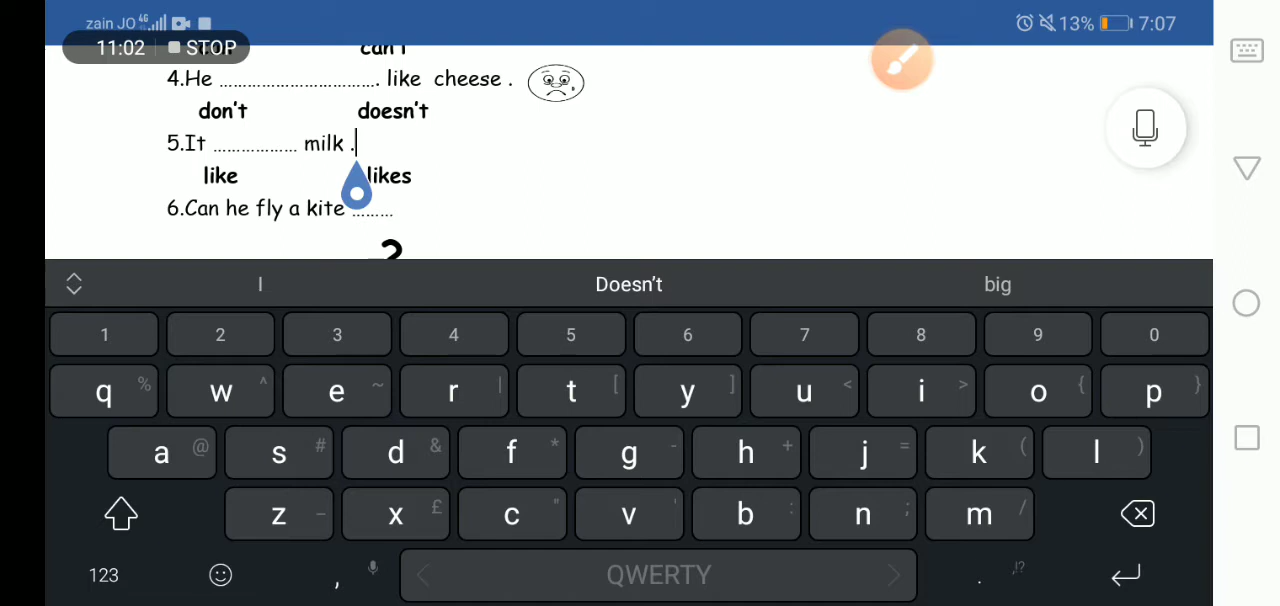 zain JO 4G 13% 7:07
11:02 STOP
can't
4.He ................................ like cheese .
don't doesn't
5.It ................. milk .
like likes
6.Can he fly a kite .........
?
I Doesn't big
1 2 3 4 5 6 7 8 9 0
q % w ^ e ~ r | t [ y ] u < i > o { p }
a @ s # d & f * g - h + j = k ( l )
z _ x £ c " v ' b : n ; m /
123 , QWERTY . ,!?